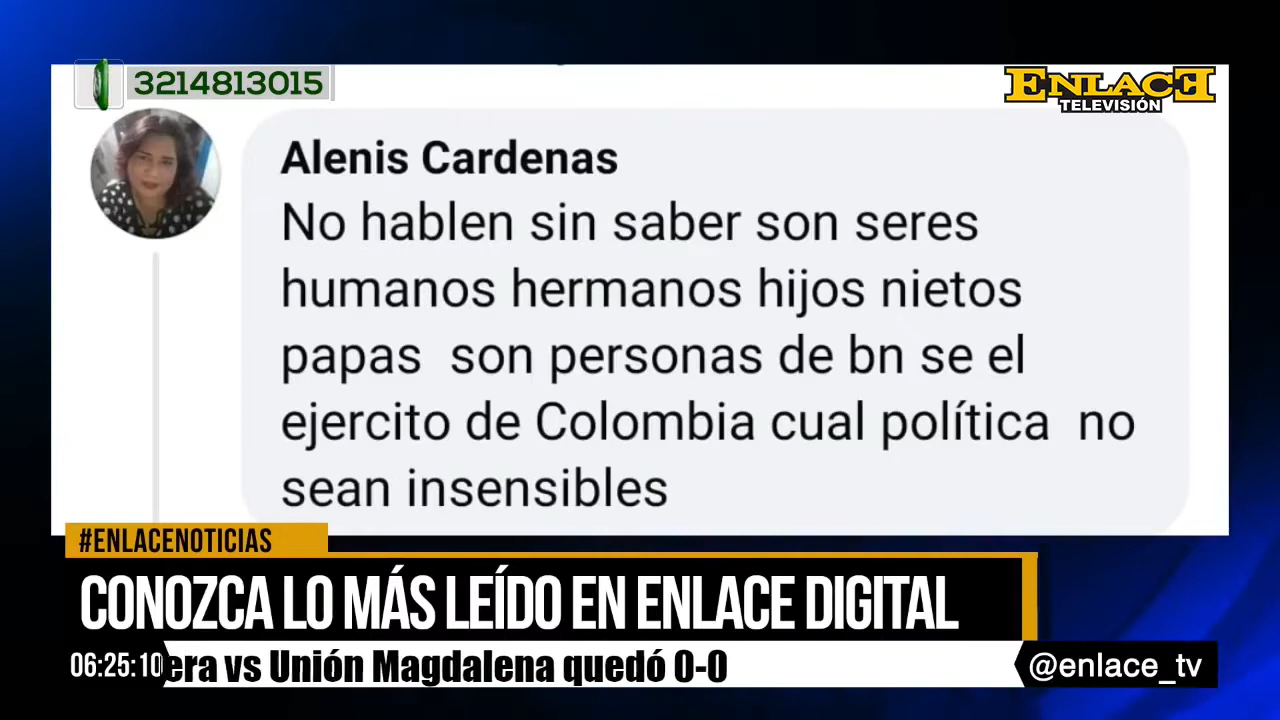 3214813015
ENLACE
TELEVISIÓN
Alenis Cardenas
No hablen sin saber son seres
humanos hermanos hijos nietos
papas  son personas de bn se el
ejercito de Colombia cual política  no
sean insensibles
#ENLACENOTICIAS
CONOZCA LO MÁS LEÍDO EN ENLACE DIGITAL
06:25:10 era vs Unión Magdalena quedó 0-0
@enlace_tv